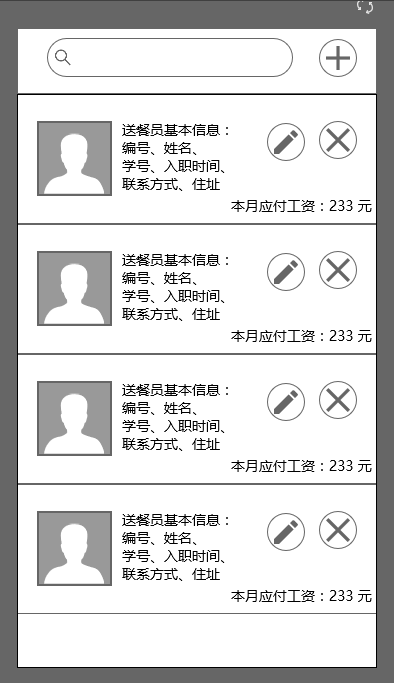 送餐员基本信息：
编号、姓名、
学号、入职时间、
联系方式、住址
本月应付工资：233 元
送餐员基本信息：
编号、姓名、
学号、入职时间、
联系方式、住址
本月应付工资：233 元
送餐员基本信息：
编号、姓名、
学号、入职时间、
联系方式、住址
本月应付工资：233 元
送餐员基本信息：
编号、姓名、
学号、入职时间、
联系方式、住址
本月应付工资：233 元